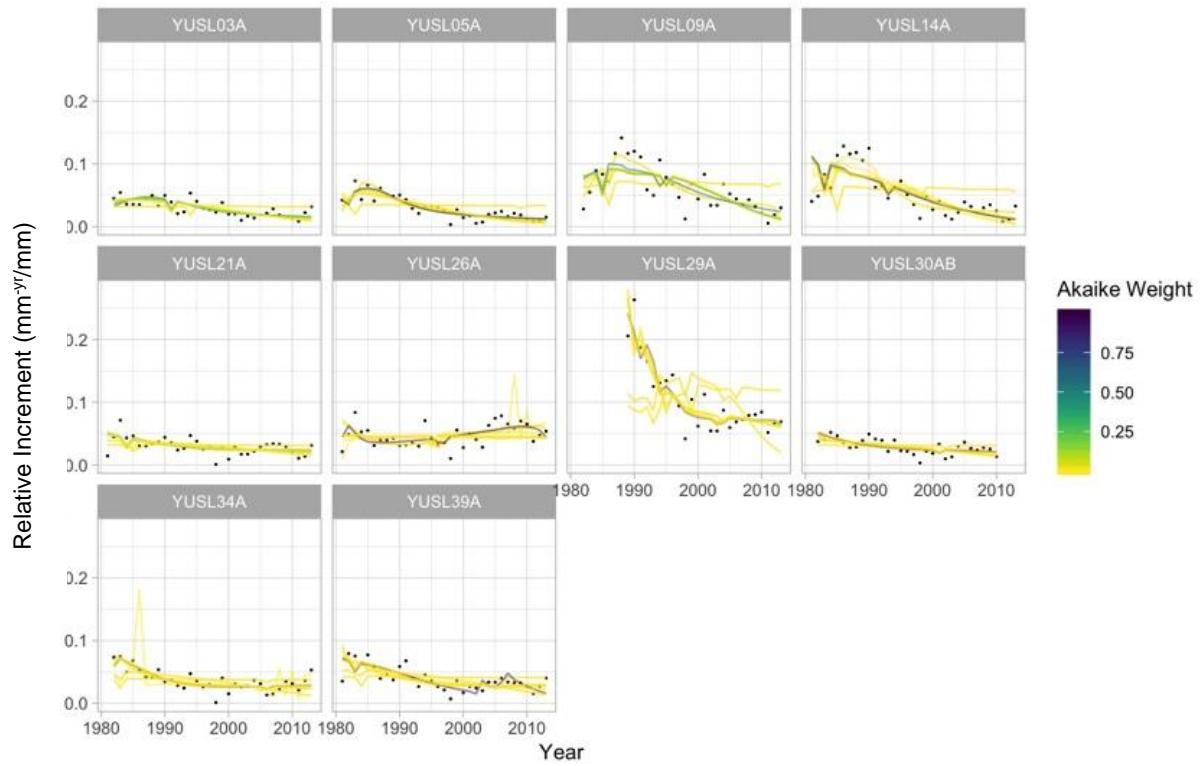 YUSL03A YUSL05A YUSL09A YUSL14A
0.2
0.1
0.0
YUSL21A YUSL26A YUSL29A YUSL30AB
0.2
0.1
0.0
1980 1990 2000 2010 1980 1990 2000 2010
YUSL34A YUSL39A
0.2
0.1
0.0
1980 1990 2000 2010 1980 1990 2000 2010
Year
Relative Increment (mm-yr/mm)
Akaike Weight
0.75
0.50
0.25